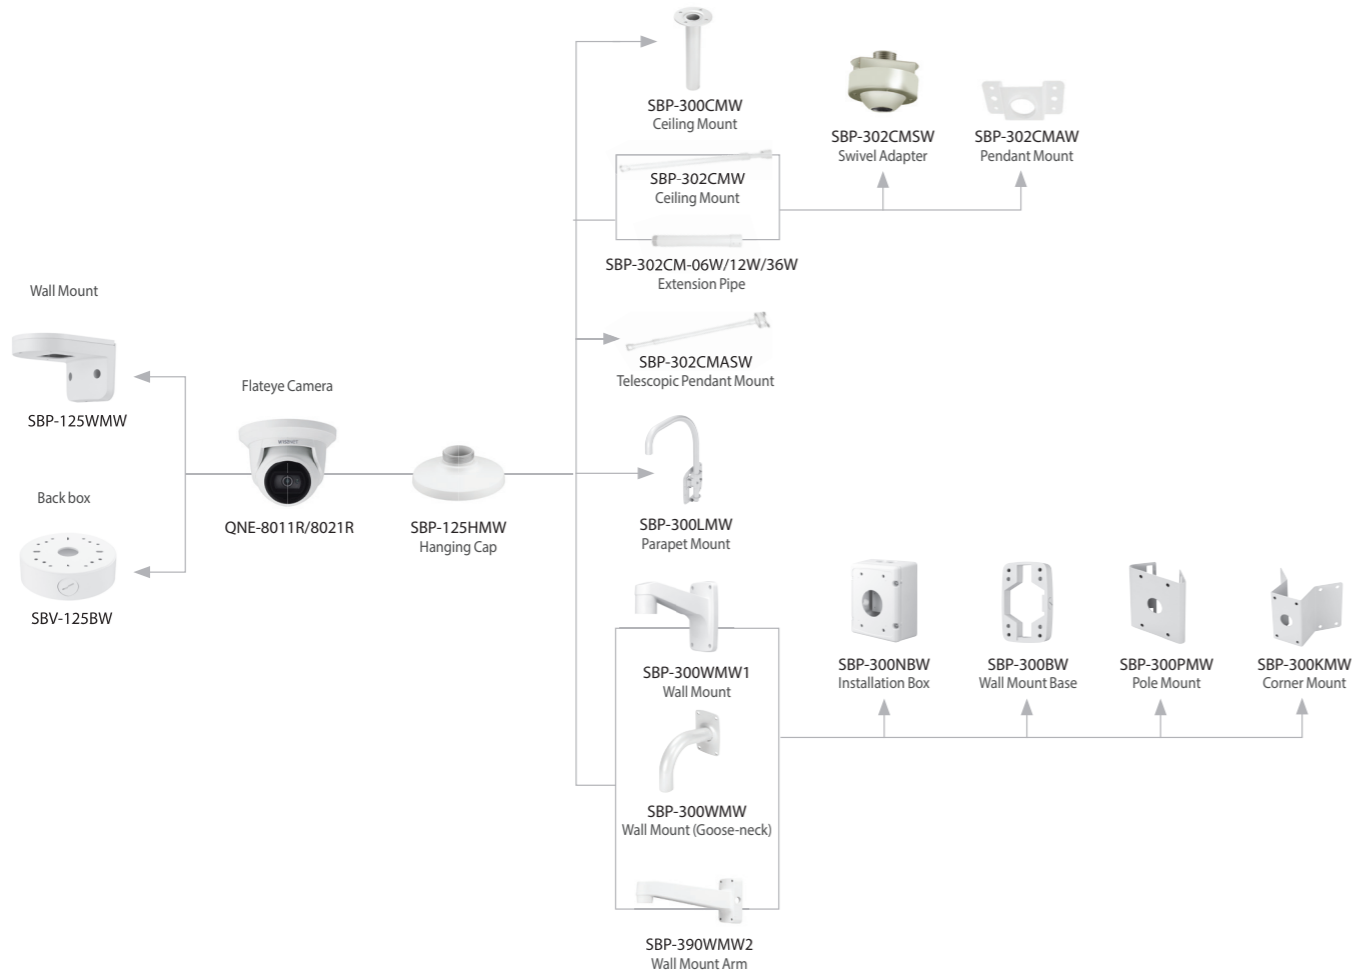 SBP-300CMW
Ceiling Mount
SBP-302CMSW
Swivel Adapter
SBP-302CMAW
Pendant Mount
SBP-302CMW
Ceiling Mount
SBP-302CM-06W/12W/36W
Extension Pipe
Wall Mount
SBP-125WMW
SBP-302CMASW
Telescopic Pendant Mount
Flateye Camera
QNE-8011R/8021R
SBP-125HMW
Hanging Cap
Back box
SBV-125BW
SBP-300LMW
Parapet Mount
SBP-300WMW1
Wall Mount
SBP-300NBW
Installation Box
SBP-300BW
Wall Mount Base
SBP-300PMW
Pole Mount
SBP-300KMW
Corner Mount
SBP-300WMW
Wall Mount (Goose-neck)
SBP-390WMW2
Wall Mount Arm